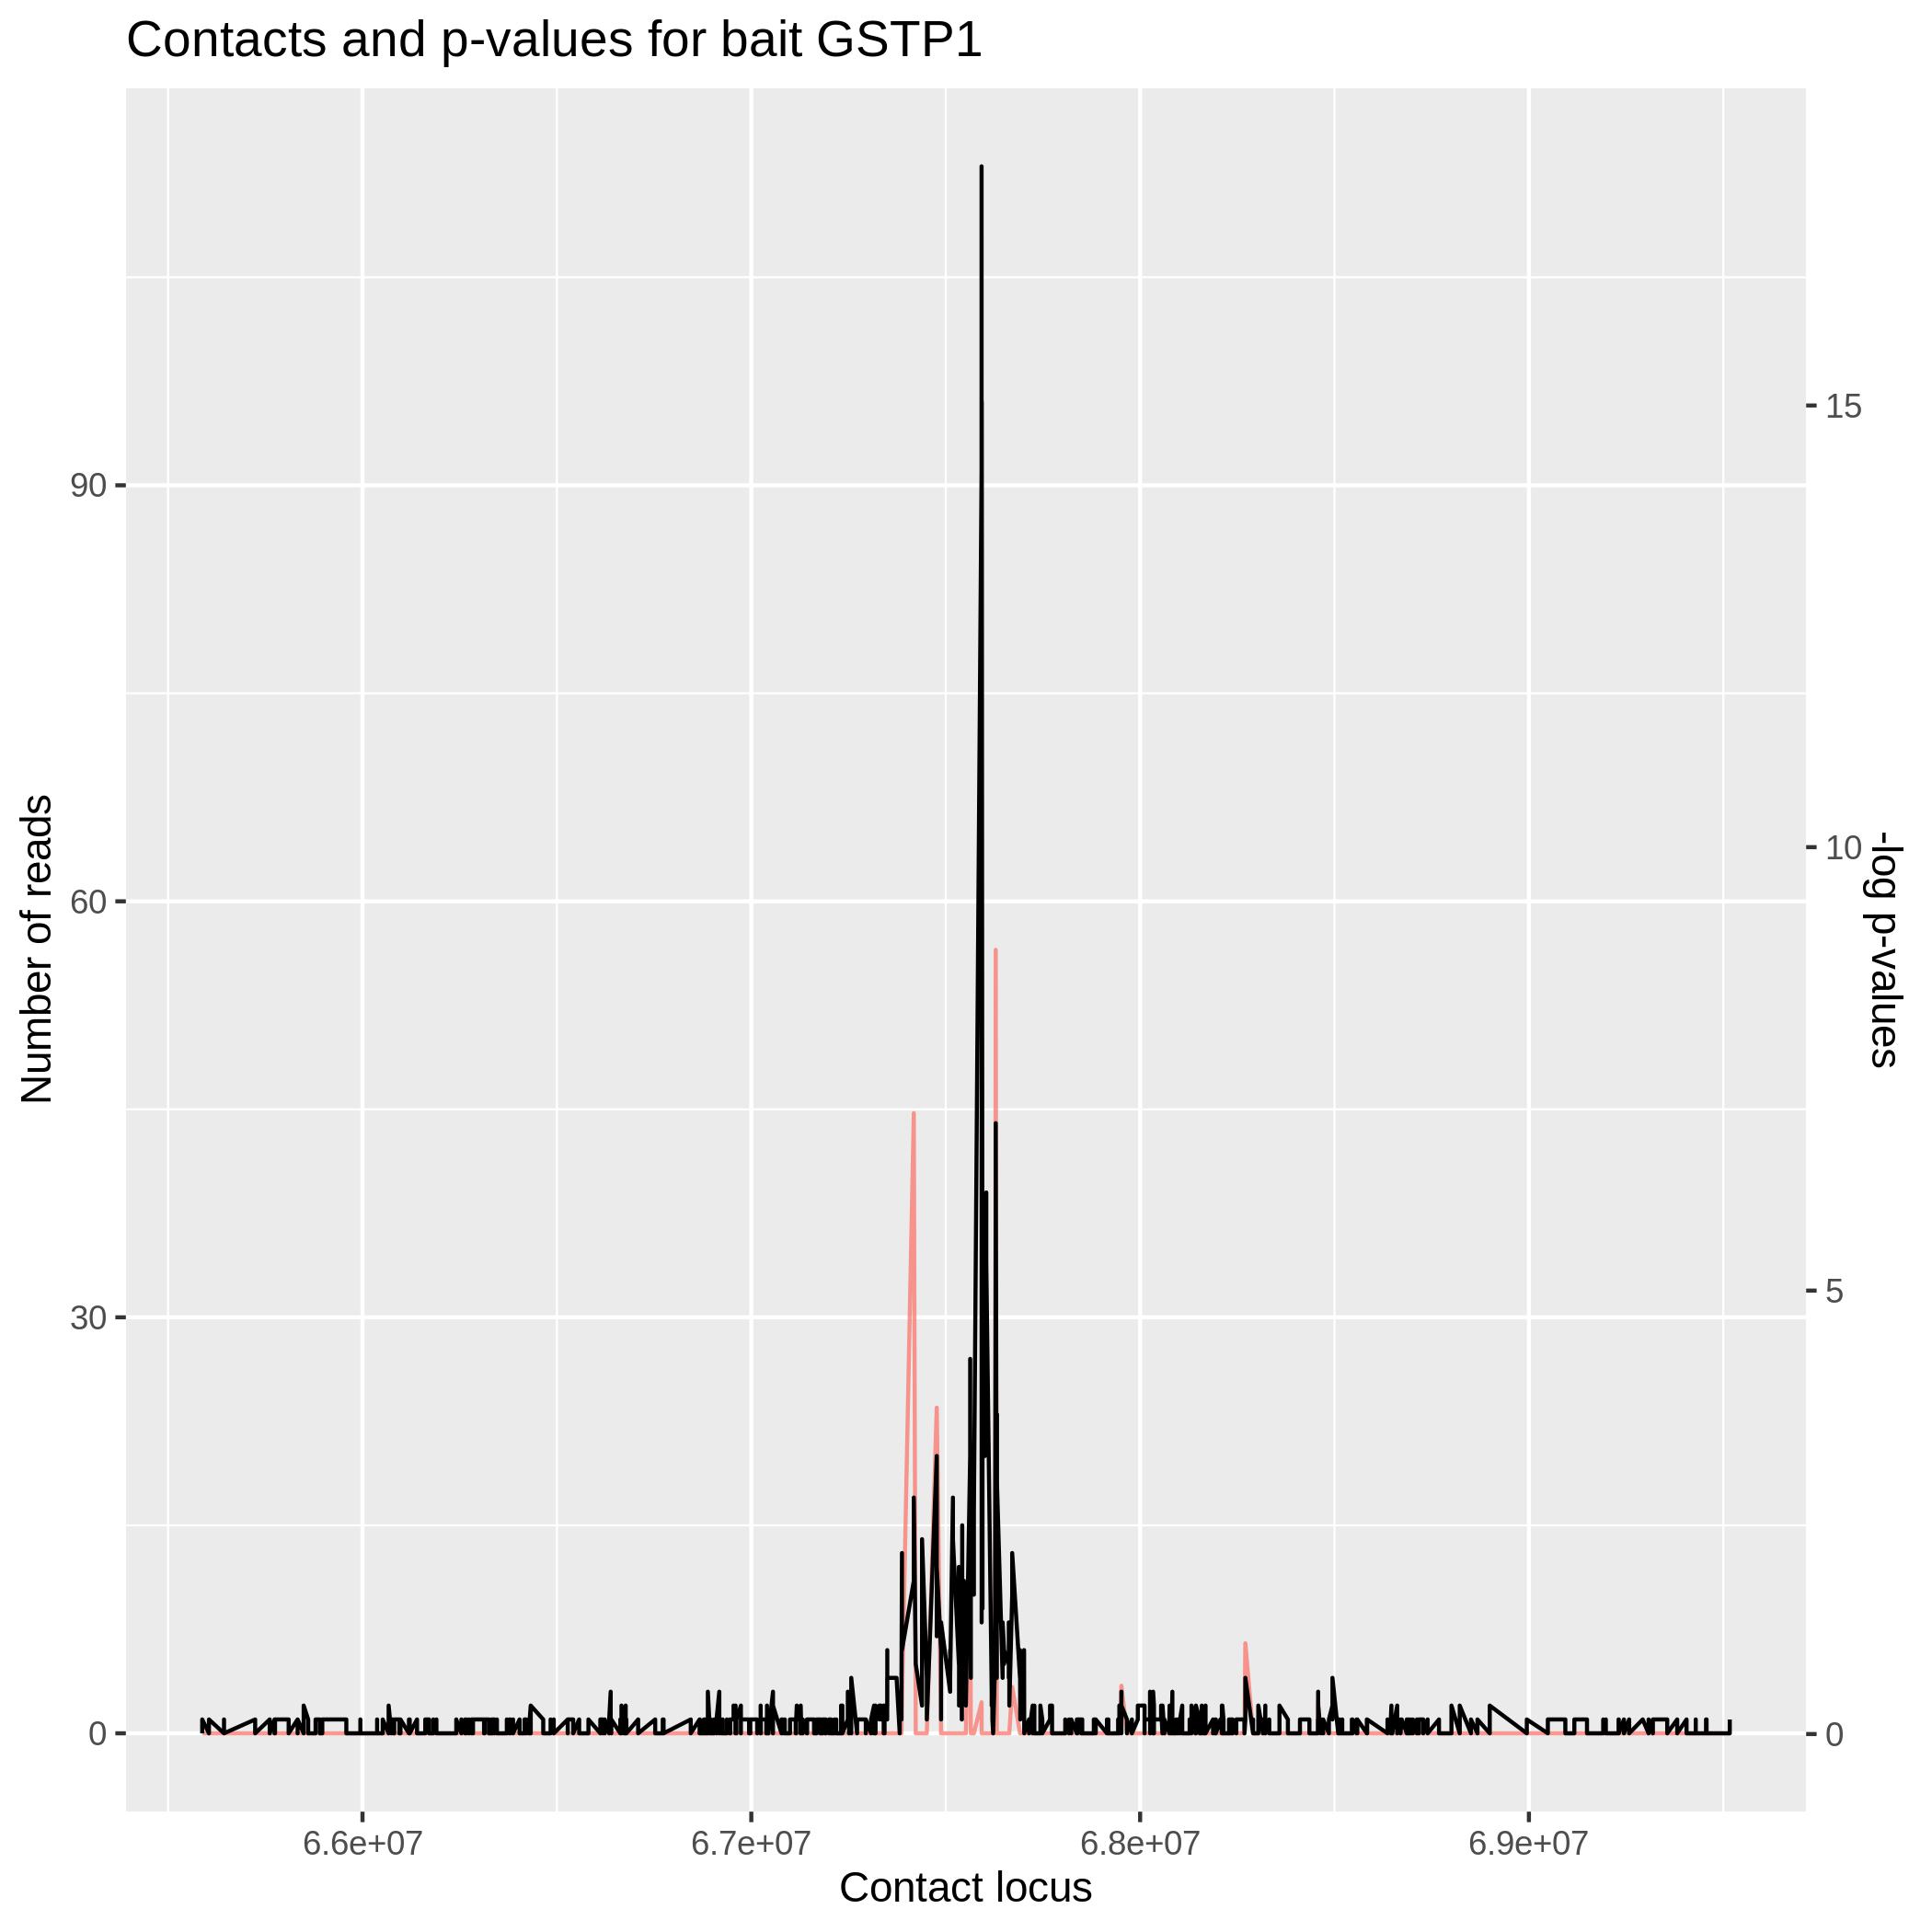 Contacts and p-values for bait GSTP1
Number of reads
90
60
30
0
15
10
5
0
-log p-values
6.6e+07 6.7e+07 6.8e+07 6.9e+07
Contact locus